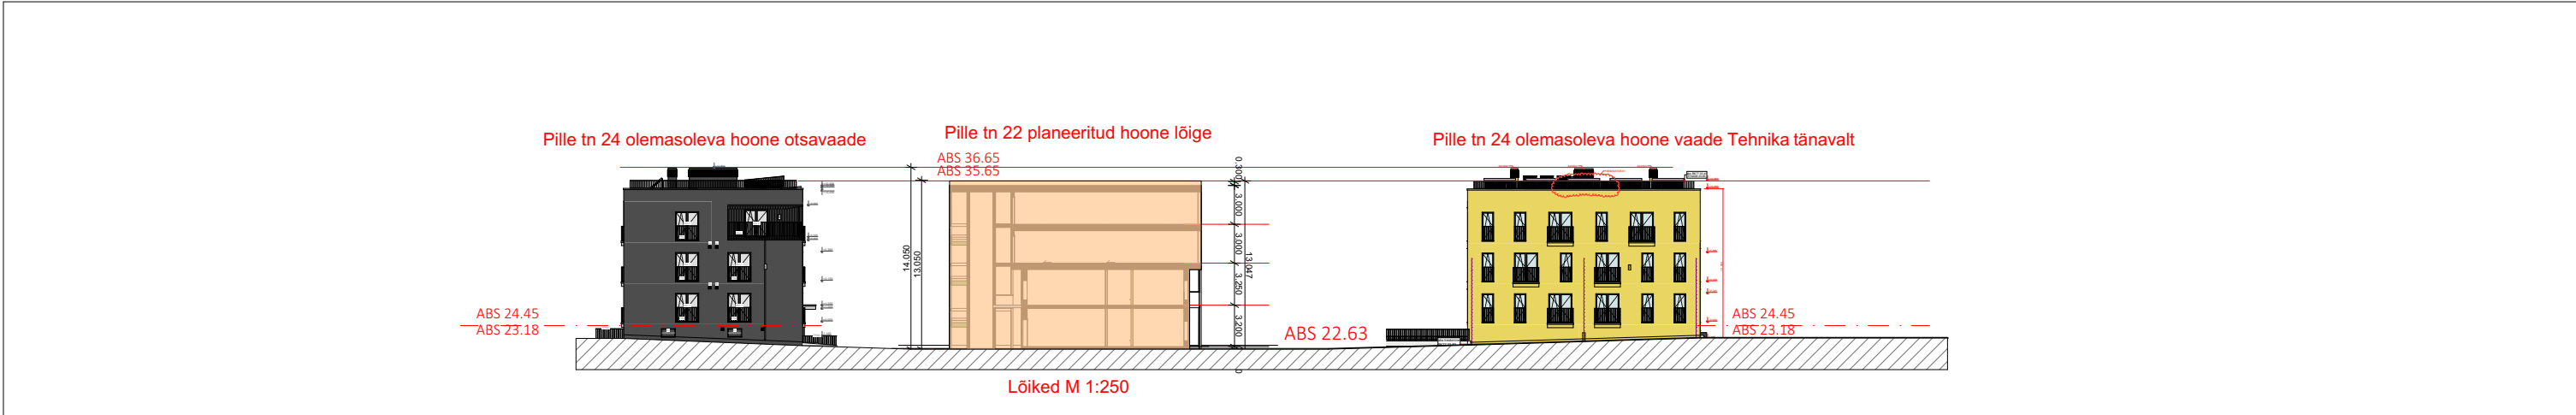 Pille tn 24 olemasoleva hoone otsavaade
Pille tn 22 planeeritud hoone lõige
Pille tn 24 olemasoleva hoone vaade Tehnika tänavalt
ABS 36.65
ABS 35.65
0.300
3.000
3.000
3.250
3.200
0
13.047
14.050
13.050
ABS 24.45
ABS 23.18
ABS 22.63
ABS 24.45
ABS 23.18
Lõiked M 1:250